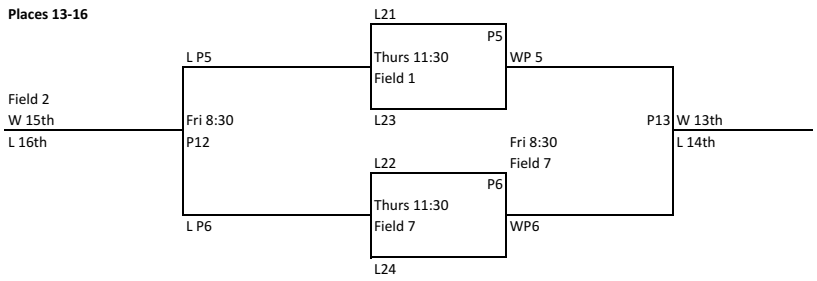 Places 13-16
L21
P5
L P5
Thurs 11:30
WP 5
Field 1
Field 2
W 15th
Fri 8:30
L23
P13
W 13th
L 16th
P12
Fri 8:30
L 14th
L22
Field 7
P6
Thurs 11:30
L P6
Field 7
WP6
L24